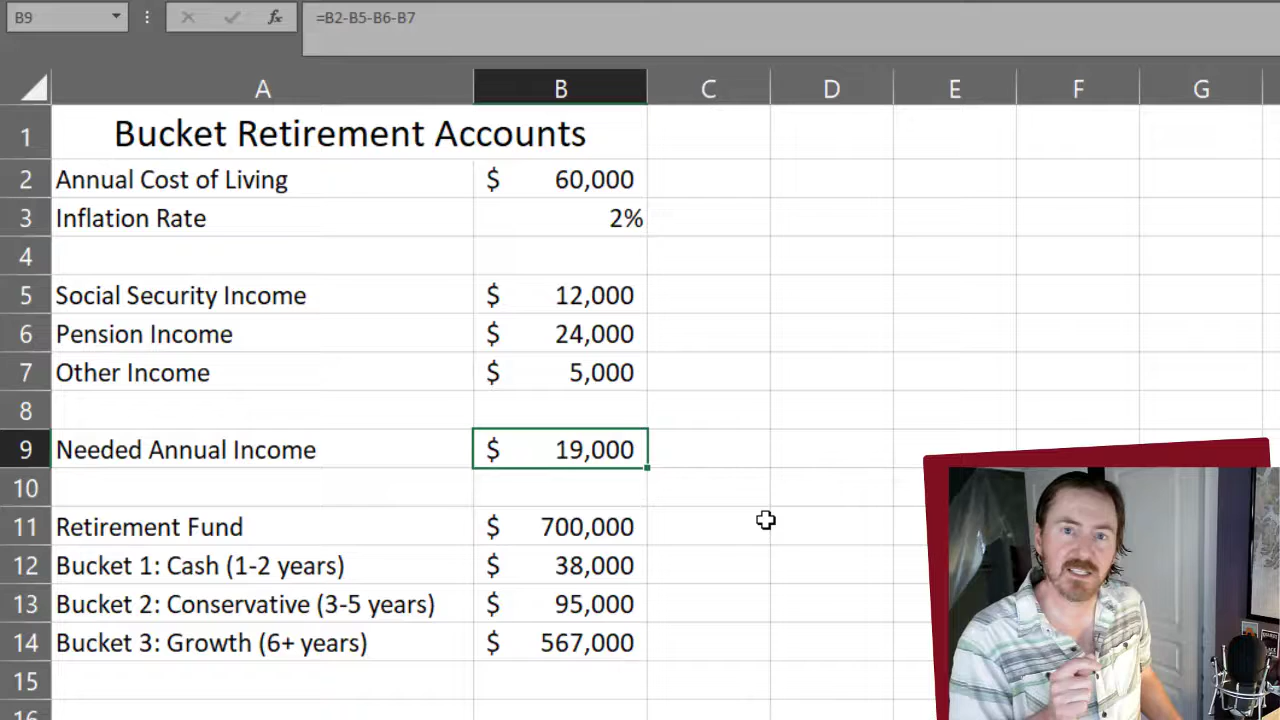 B9 fx =B2-B5-B6-B7
A B C D E F G
1 Bucket Retirement Accounts
2 Annual Cost of Living $ 60,000
3 Inflation Rate 2%
4
5 Social Security Income $ 12,000
6 Pension Income $ 24,000
7 Other Income $ 5,000
8
9 Needed Annual Income $ 19,000
10
11 Retirement Fund $ 700,000
12 Bucket 1: Cash (1-2 years) $ 38,000
13 Bucket 2: Conservative (3-5 years) $ 95,000
14 Bucket 3: Growth (6+ years) $ 567,000
15
16